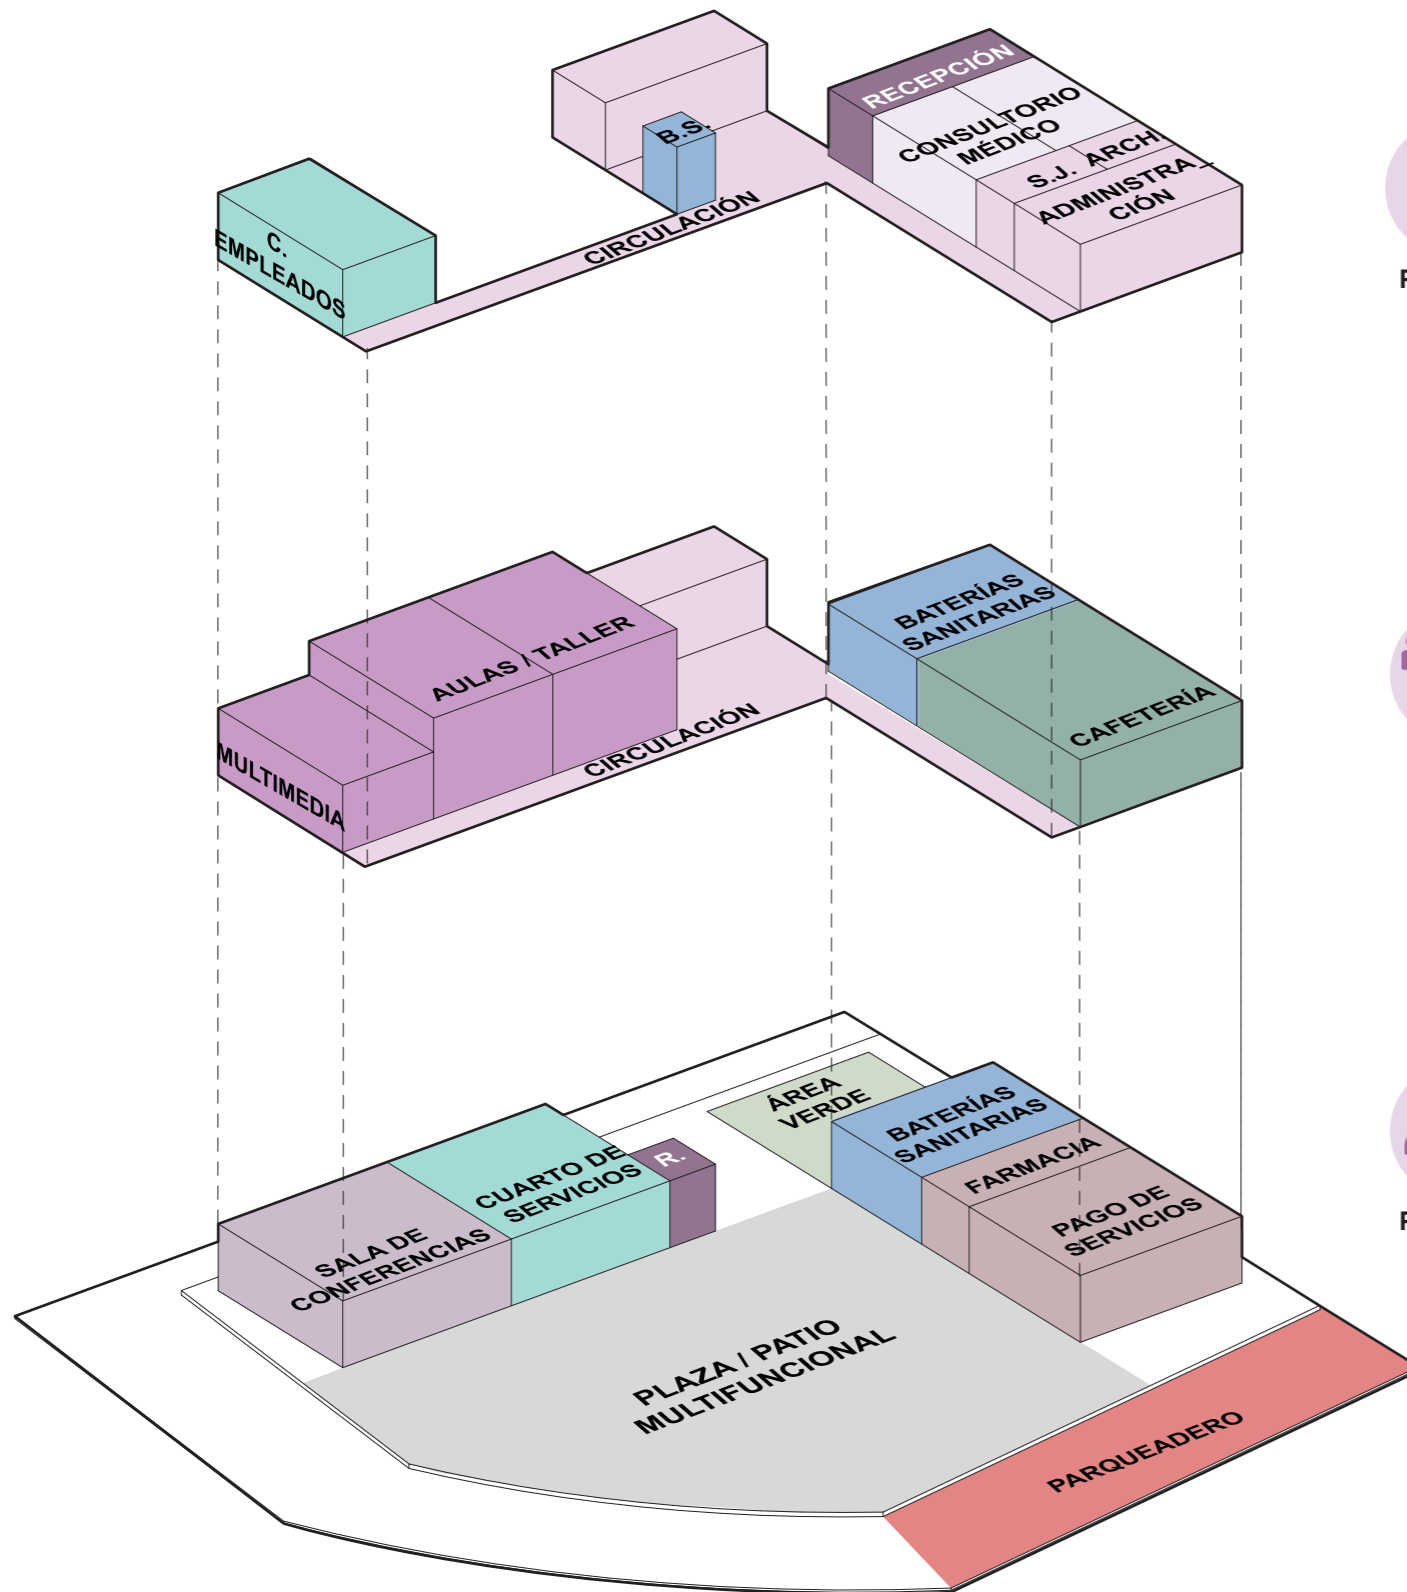 RECEPCIÓN
B.S.
CONSULTORIO
MÉDICO
S.J. ARCH.
ADMINISTRA_
CIÓN
CIRCULACIÓN
C.
EMPLEADOS
AULAS / TALLER
MULTIMEDIA
CIRCULACIÓN
BATERÍAS
SANITARIAS
CAFETERÍA
ÁREA
VERDE
BATERÍAS
SANITARIAS
FARMACIA
PAGO DE
SERVICIOS
R.
CUARTO DE
SERVICIOS
SALA DE
CONFERENCIAS
PLAZA / PATIO
MULTIFUNCIONAL
PARQUEADERO